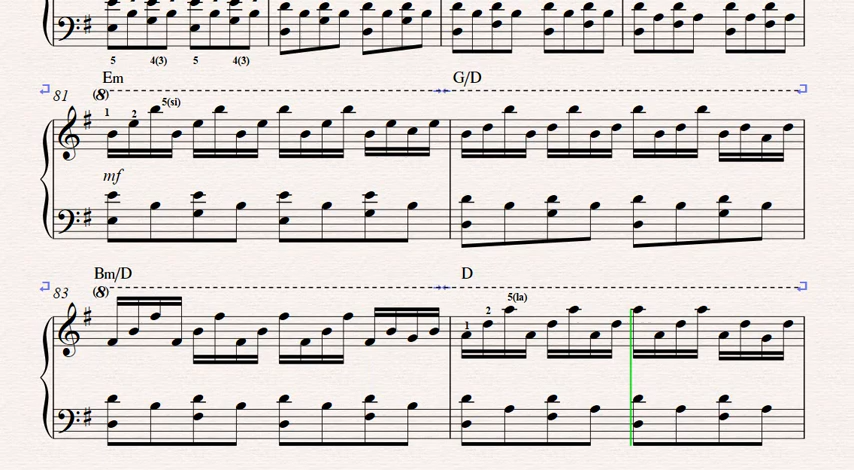 5 4(3) 5 4(3)
Em G/D
81 (8)
1 2 5(si)
mf
Bm/D D
83 (8)
1 2 5(la)